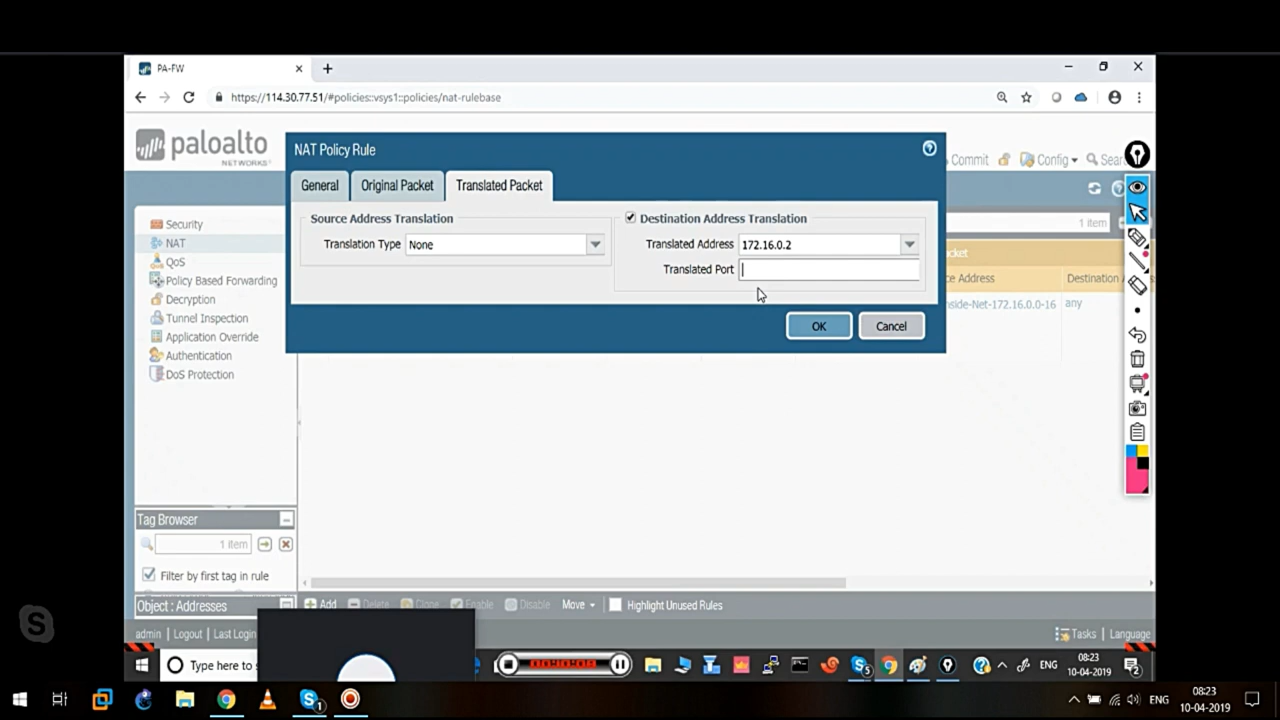 PA-FW
https://114.30.77.51/#policies::vsys1::policies/nat-rulebase
paloalto
NETWORKS
Commit
Config
NAT Policy Rule
General
Original Packet
Translated Packet
Source Address Translation
Translation Type
None
Destination Address Translation
Translated Address
172.16.0.2
Translated Port
OK
Cancel
1 item
Security
NAT
QoS
Policy Based Forwarding
Decryption
Tunnel Inspection
Application Override
Authentication
DoS Protection
Address
Destination
nside-Net-172.16.0.0-16
any
Tag Browser
1 item
Filter by first tag in rule
Object : Addresses
Add
Delete
Clone
Enable
Disable
Move
Highlight Unused Rules
admin | Logout | Last Login
Tasks | Language
Type here to s
ENG
08:23
10-04-2019
2
S
ENG
08:23
10-04-2019